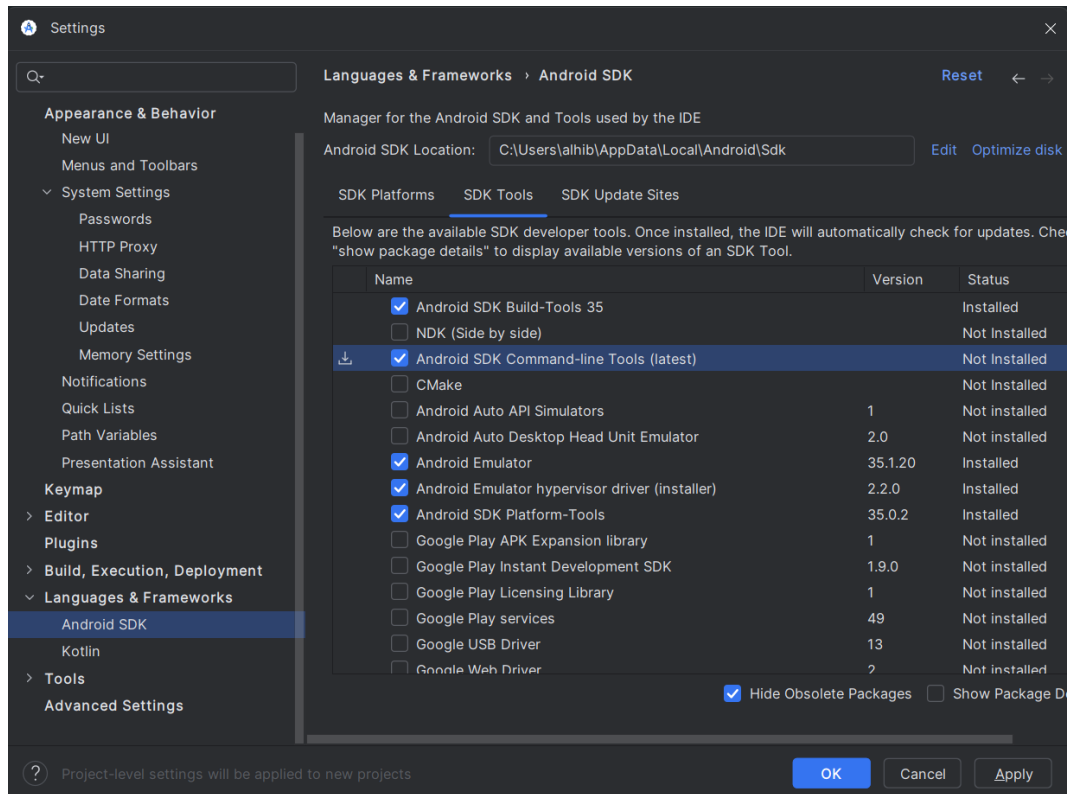 Settings
Languages & Frameworks › Android SDK
Reset
Appearance & Behavior
New UI
Menus and Toolbars
System Settings
Passwords
HTTP Proxy
Data Sharing
Date Formats
Updates
Memory Settings
Notifications
Quick Lists
Path Variables
Presentation Assistant
Keymap
Editor
Plugins
Build, Execution, Deployment
Languages & Frameworks
Android SDK
Kotlin
Tools
Advanced Settings
Manager for the Android SDK and Tools used by the IDE
Android SDK Location: C:\Users\alhib\AppData\Local\Android\Sdk Edit Optimize disk
SDK Platforms SDK Tools SDK Update Sites
Below are the available SDK developer tools. Once installed, the IDE will automatically check for updates. Che
"show package details" to display available versions of an SDK Tool.
Name Version Status
Android SDK Build-Tools 35 Installed
NDK (Side by side) Not Installed
Android SDK Command-line Tools (latest) Not Installed
CMake Not Installed
Android Auto API Simulators 1 Not installed
Android Auto Desktop Head Unit Emulator 2.0 Not installed
Android Emulator 35.1.20 Installed
Android Emulator hypervisor driver (installer) 2.2.0 Installed
Android SDK Platform-Tools 35.0.2 Installed
Google Play APK Expansion library 1 Not installed
Google Play Instant Development SDK 1.9.0 Not installed
Google Play Licensing Library 1 Not installed
Google Play services 49 Not installed
Google USB Driver 13 Not installed
Google Web Driver 2 Not installed
Hide Obsolete Packages Show Package D
? Project-level settings will be applied to new projects
OK Cancel Apply